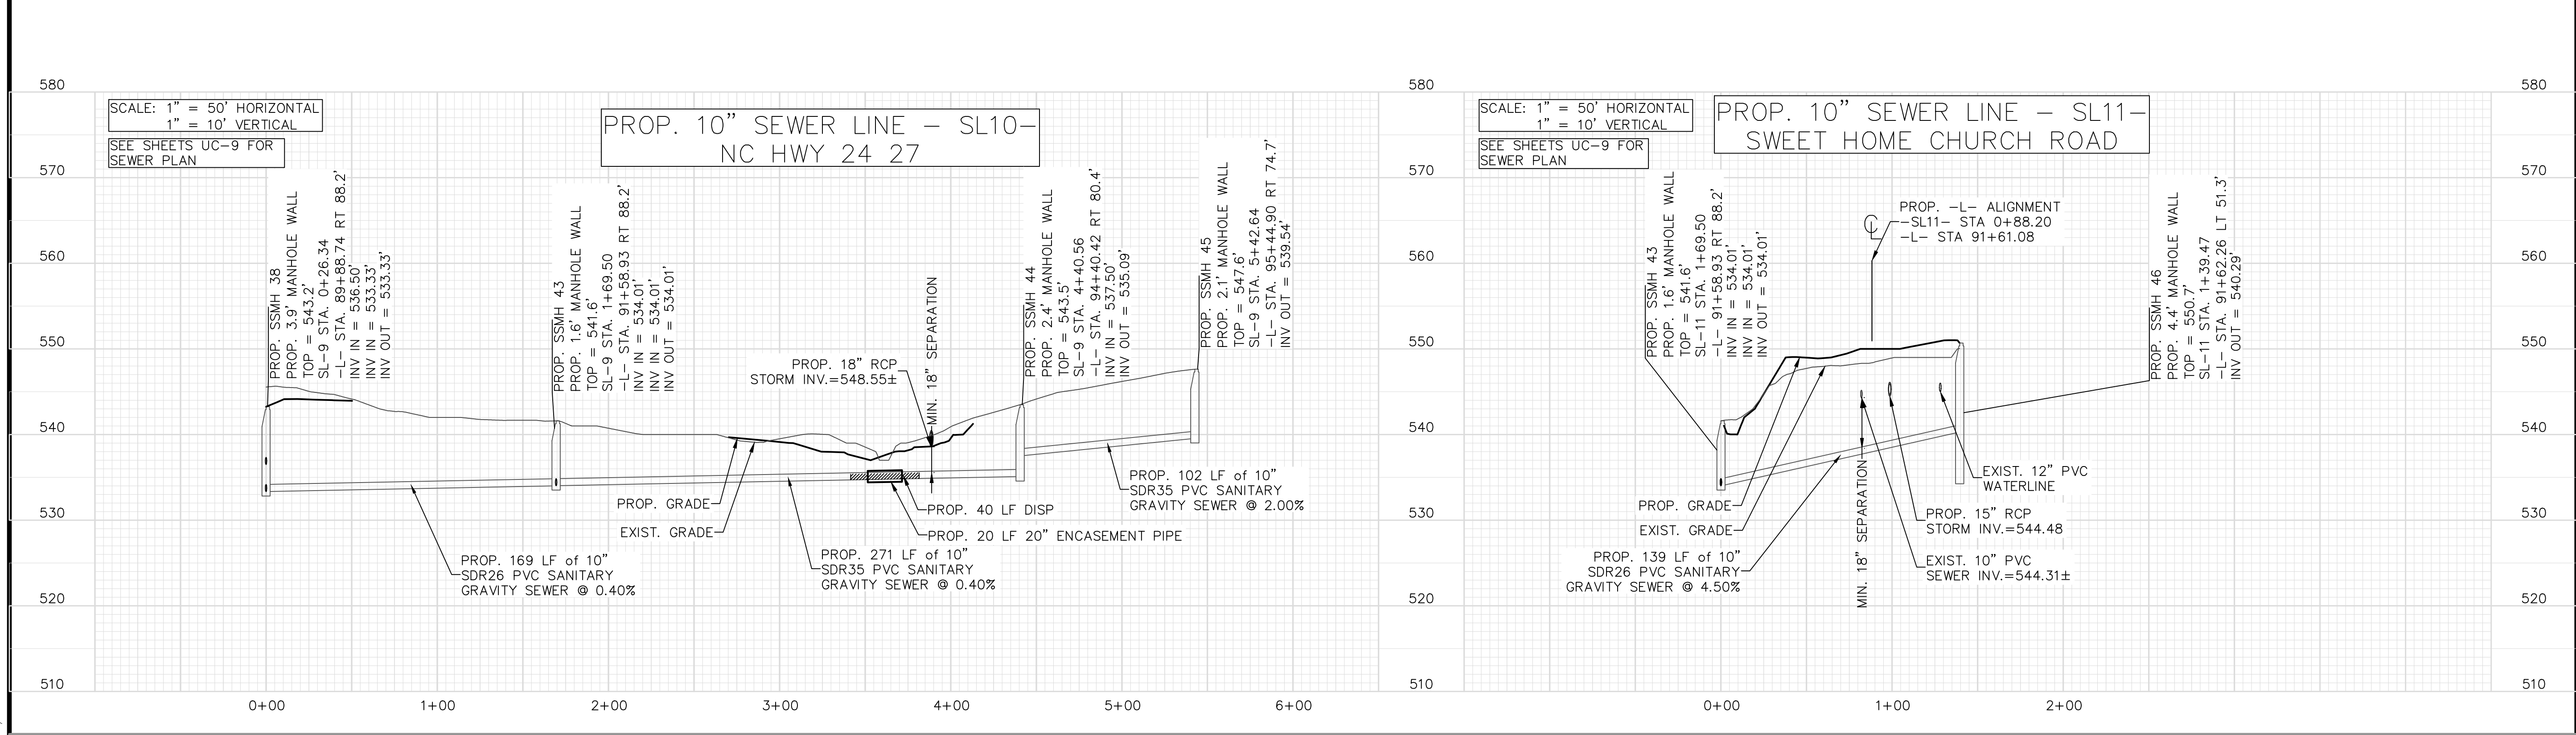 580
570
560
550
540
530
520
510
SCALE: 1" = 50' HORIZONTAL
1" = 10' VERTICAL
SEE SHEETS UC-9 FOR
SEWER PLAN
PROP. 10" SEWER LINE - SL10-
NC HWY 24 27
PROP. SSMH 38
PROP. 3.9' MANHOLE WALL
TOP = 543.2'
SL-9 STA. 0+26.34
-L- STA. 89+88.74 RT 88.2'
INV IN = 536.50'
INV IN = 533.33'
INV OUT = 533.33'
PROP. SSMH 43
PROP. 1.6' MANHOLE WALL
TOP = 541.6'
SL-9 STA. 1+69.50
-L- STA. 91+58.93 RT 88.2'
INV IN = 534.01'
INV IN = 534.01'
INV OUT = 534.01'
PROP. 18" RCP
STORM INV.=548.55±
MIN. 18" SEPARATION
PROP. SSMH 44
PROP. 2.4' MANHOLE WALL
TOP = 543.5'
SL-9 STA. 4+40.56
-L- STA. 94+40.42 RT 80.4'
INV IN = 537.50'
INV OUT = 535.09'
PROP. SSMH 45
PROP. 2.1' MANHOLE WALL
TOP = 547.6'
SL-9 STA. 5+42.64
-L- STA. 95+44.90 RT 74.7'
INV OUT = 539.54'
PROP. GRADE
EXIST. GRADE
PROP. 169 LF of 10"
SDR26 PVC SANITARY
GRAVITY SEWER @ 0.40%
PROP. 271 LF of 10"
SDR35 PVC SANITARY
GRAVITY SEWER @ 0.40%
PROP. 40 LF DISP
PROP. 20 LF 20" ENCASEMENT PIPE
PROP. 102 LF of 10"
SDR35 PVC SANITARY
GRAVITY SEWER @ 2.00%
0+00
1+00
2+00
3+00
4+00
5+00
6+00
580
570
560
550
540
530
520
510
SCALE: 1" = 50' HORIZONTAL
1" = 10' VERTICAL
SEE SHEETS UC-9 FOR
SEWER PLAN
PROP. 10" SEWER LINE - SL11-
SWEET HOME CHURCH ROAD
PROP. SSMH 43
PROP. 1.6' MANHOLE WALL
TOP = 541.6'
SL-11 STA. 1+69.50
-L- 91+58.93 RT 88.2'
INV IN = 534.01'
INV IN = 534.01'
INV OUT = 534.01'
PROP. -L- ALIGNMENT
-SL11- STA 0+88.20
-L- STA 91+61.08
CL
PROP. SSMH 46
PROP. 4.4' MANHOLE WALL
TOP = 550.7'
SL-11 STA. 1+39.47
-L- STA. 91+62.26 LT 51.3'
INV OUT = 540.29'
PROP. GRADE
EXIST. GRADE
PROP. 139 LF of 10"
SDR26 PVC SANITARY
GRAVITY SEWER @ 4.50%
MIN. 18" SEPARATION
EXIST. 12" PVC
WATERLINE
PROP. 15" RCP
STORM INV.=544.48
EXIST. 10" PVC
SEWER INV.=544.31±
0+00
1+00
2+00
580
570
560
550
540
530
520
510